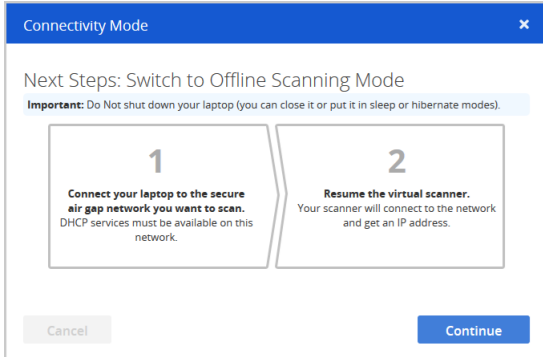 Connectivity Mode ×
Next Steps: Switch to Offline Scanning Mode
Important: Do Not shut down your laptop (you can close it or put it in sleep or hibernate modes).
1
Connect your laptop to the secure
air gap network you want to scan.
DHCP services must be available on this
network.
2
Resume the virtual scanner.
Your scanner will connect to the network
and get an IP address.
Cancel
Continue